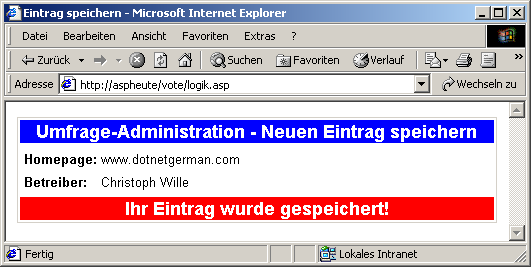 Eintrag speichern - Microsoft Internet Explorer
Datei Bearbeiten Ansicht Favoriten Extras ?
Zurück Suchen Favoriten Verlauf
Adresse http://aspheute/vote/logik.asp Wechseln zu
Umfrage-Administration - Neuen Eintrag speichern
Homepage: www.dotnetgerman.com
Betreiber: Christoph Wille
Ihr Eintrag wurde gespeichert!
Fertig Lokales Intranet